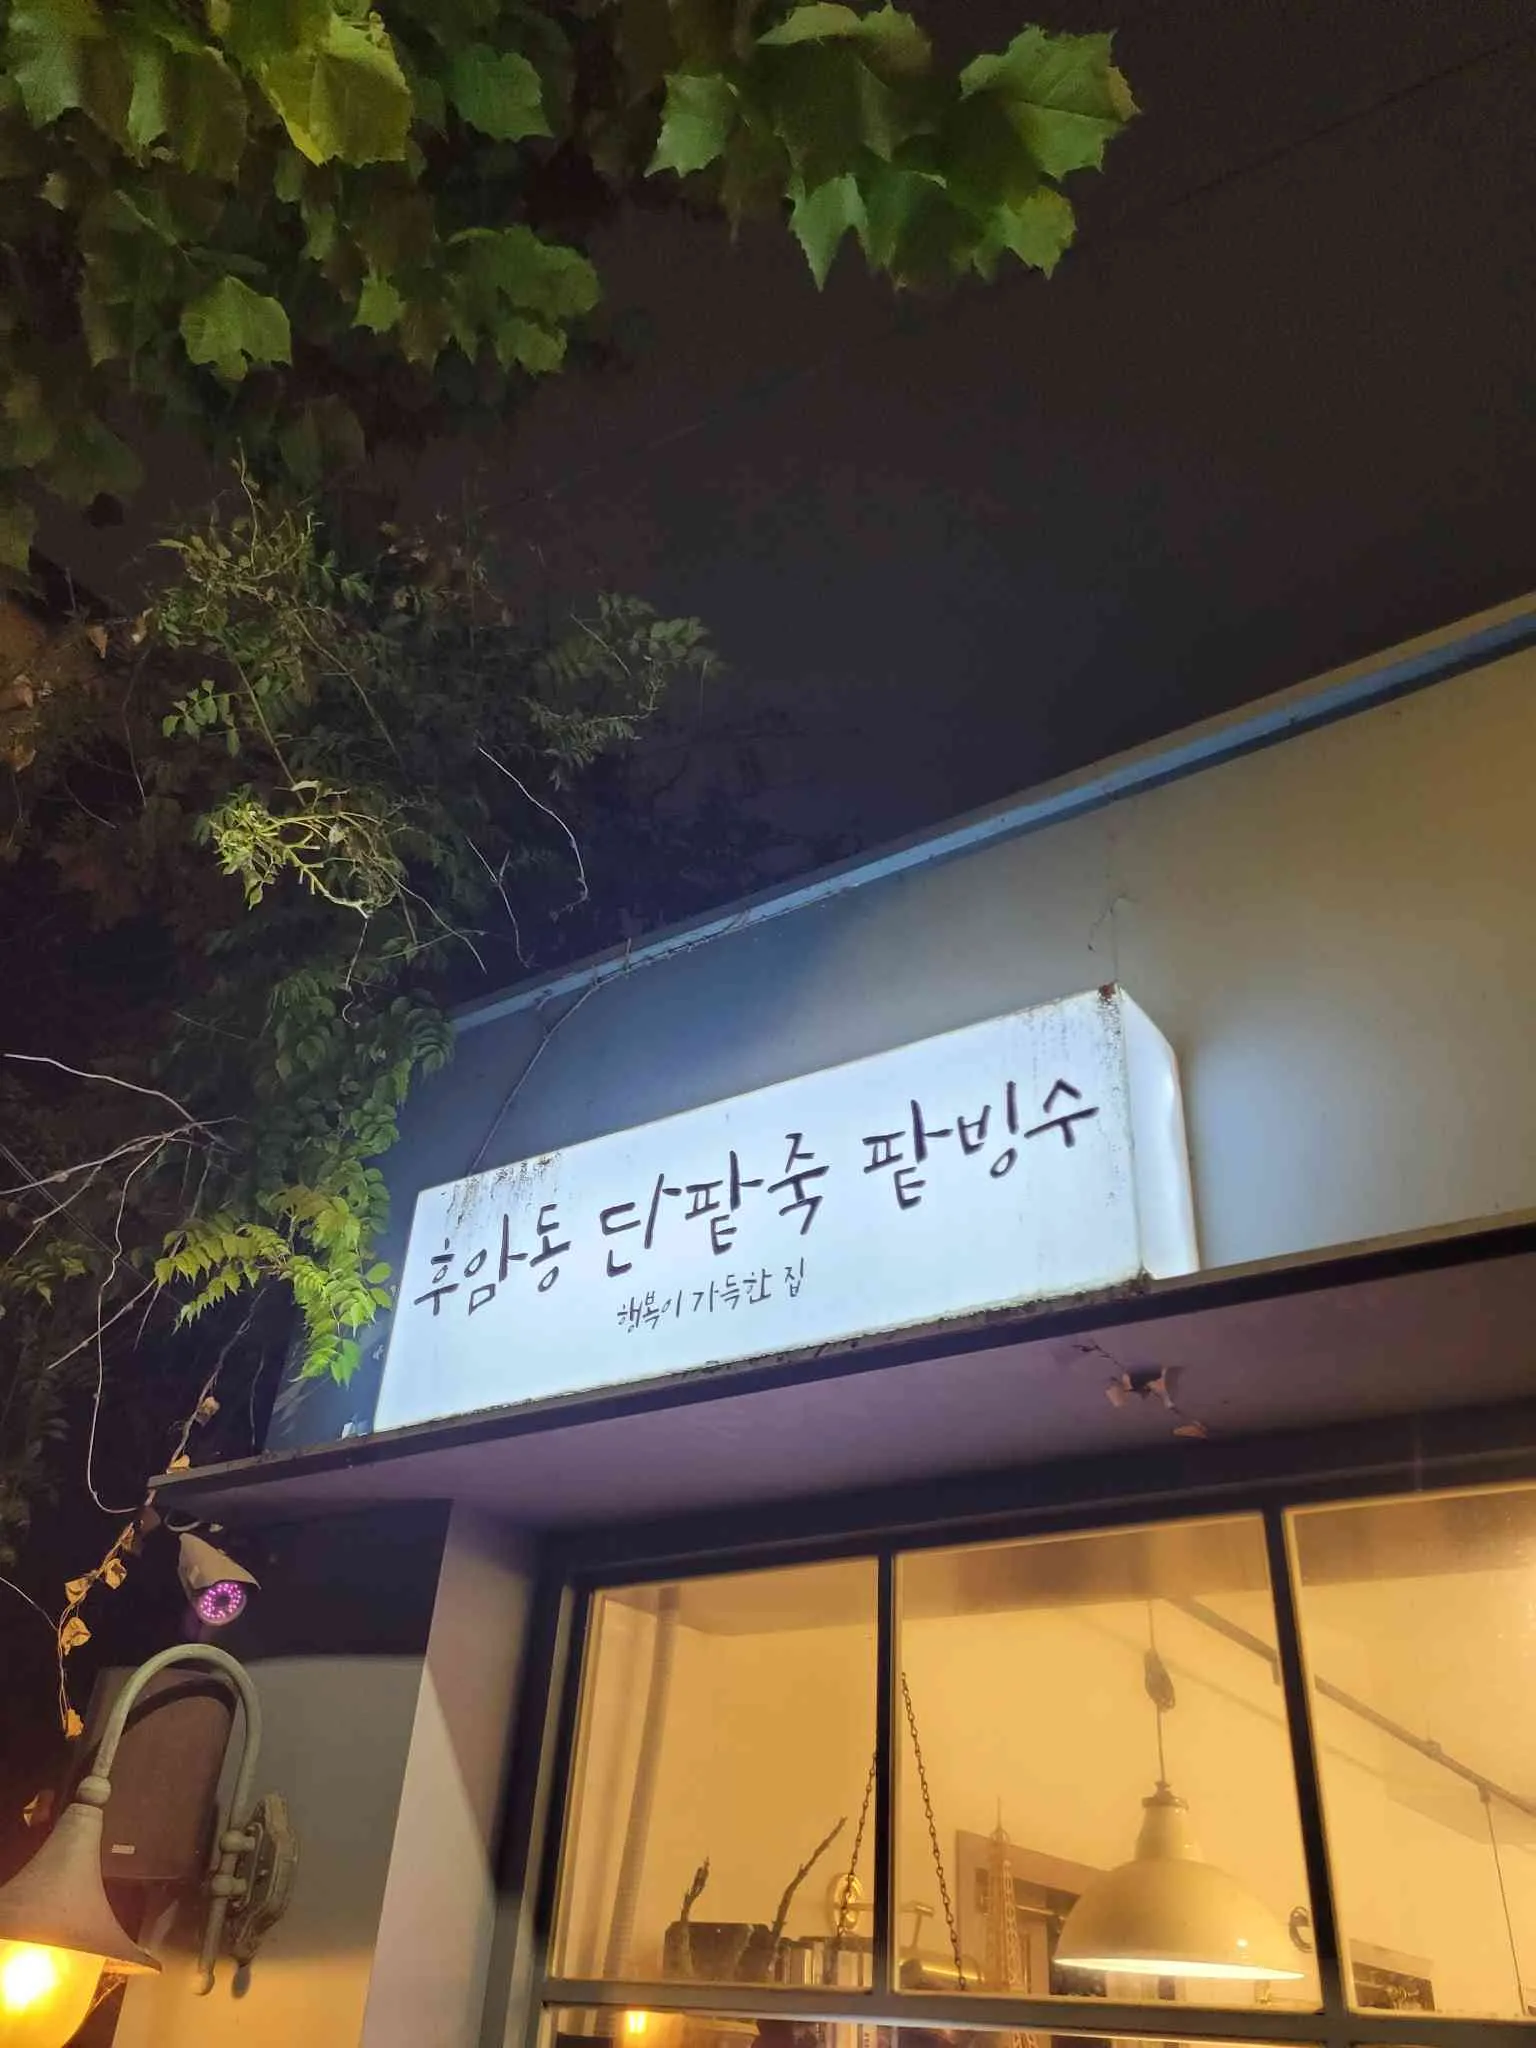 후암동 단팥죽 팥빙수
행복이 가득한 집